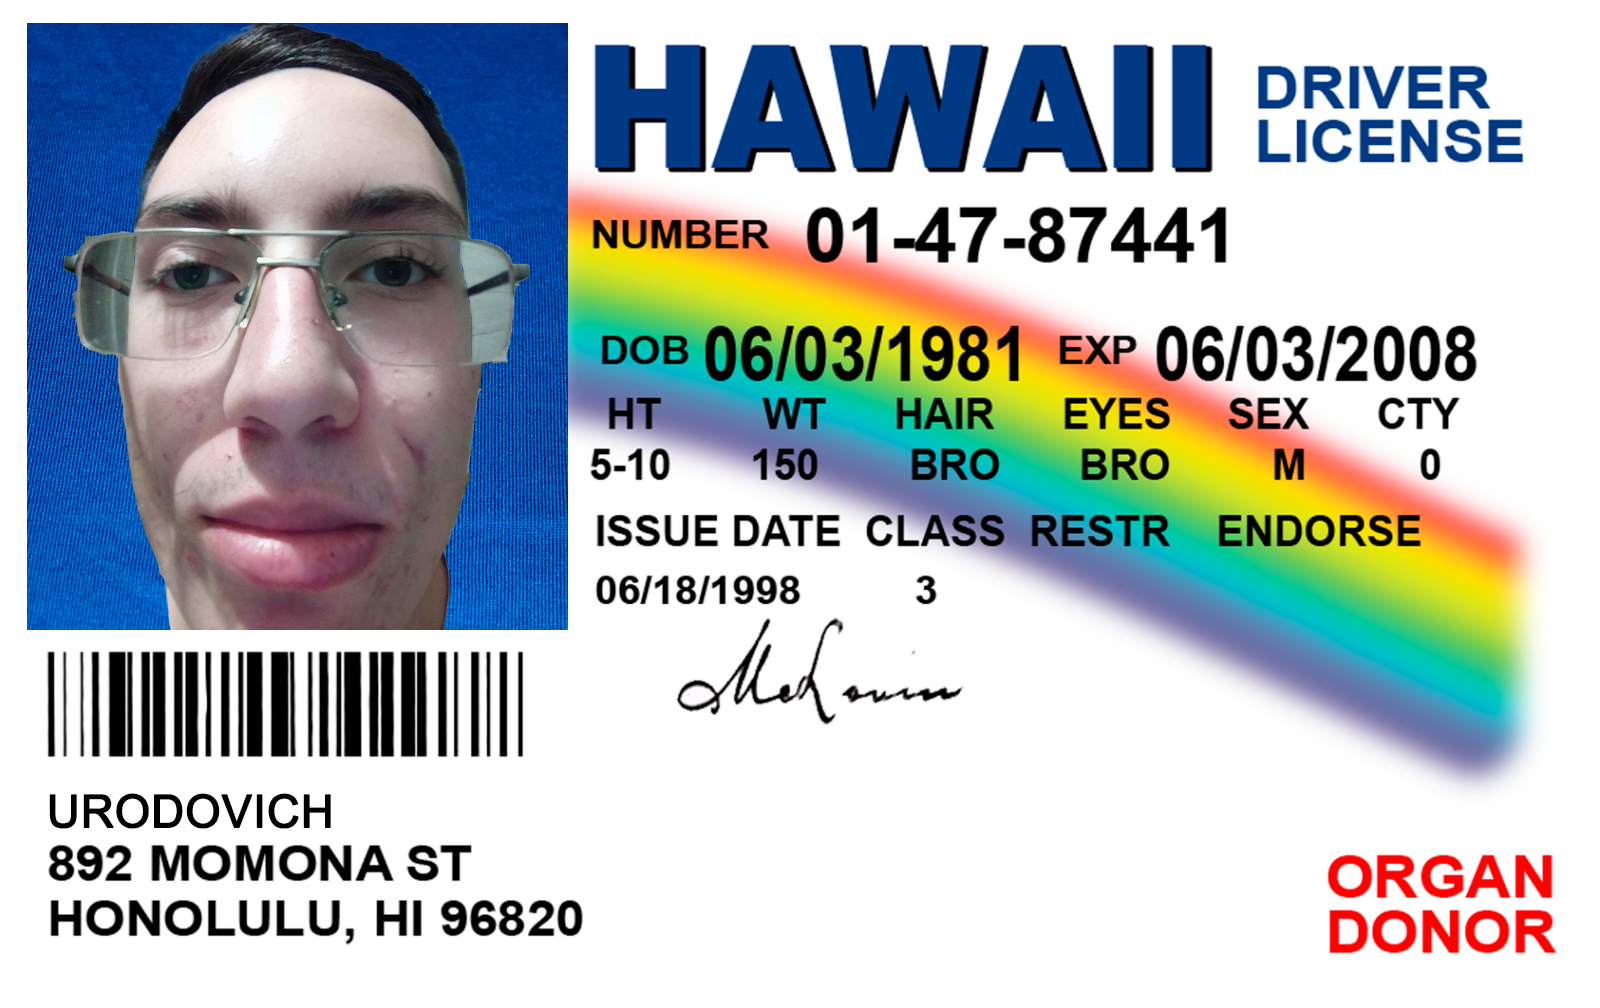 HAWAII
DRIVER
LICENSE
NUMBER 01-47-87441
DOB 06/03/1981 EXP 06/03/2008
HT WT HAIR EYES SEX CTY
5-10 150 BRO BRO M 0
ISSUE DATE CLASS RESTR ENDORSE
06/18/1998 3
McLovin
URODOVICH
892 MOMONA ST
HONOLULU, HI 96820
ORGAN
DONOR